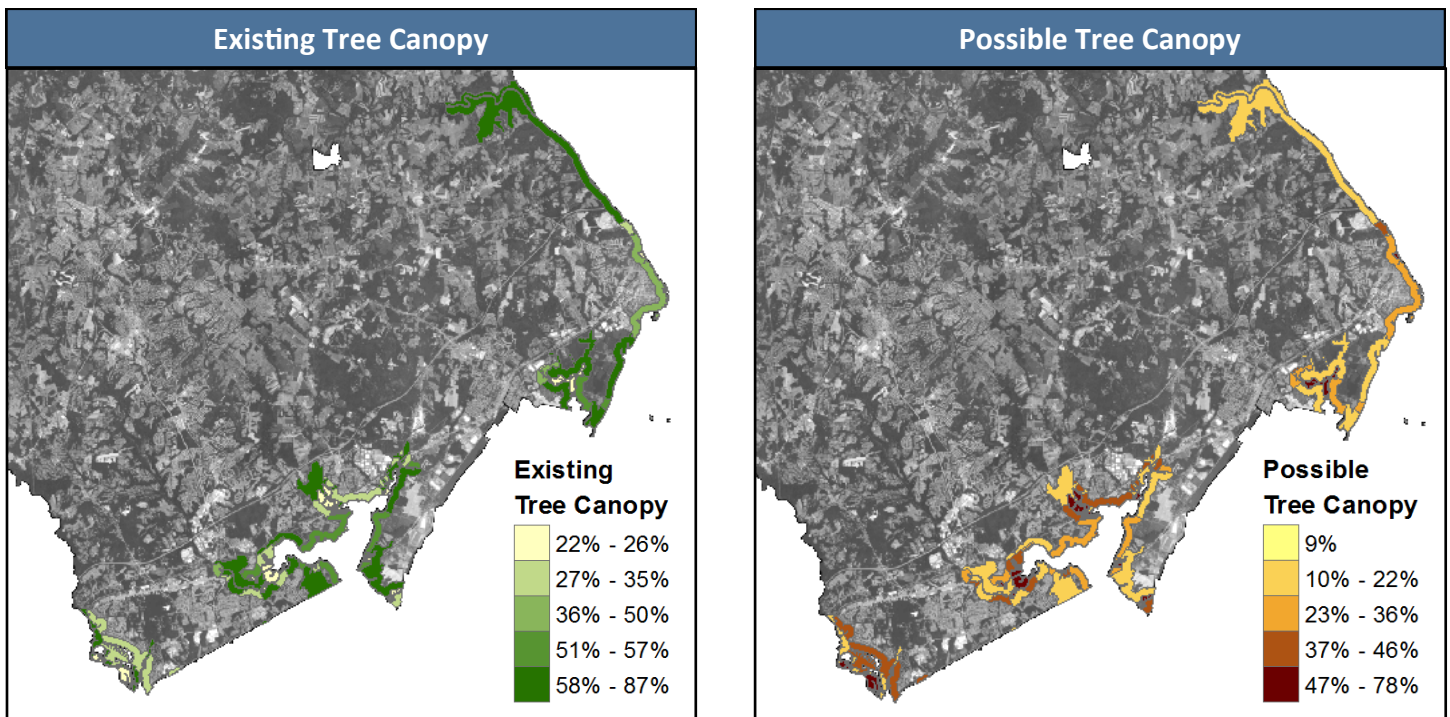 Existing Tree Canopy
Existing
Tree Canopy
22% - 26%
27% - 35%
36% - 50%
51% - 57%
58% - 87%
Possible Tree Canopy
Possible
Tree Canopy
9%
10% - 22%
23% - 36%
37% - 46%
47% - 78%